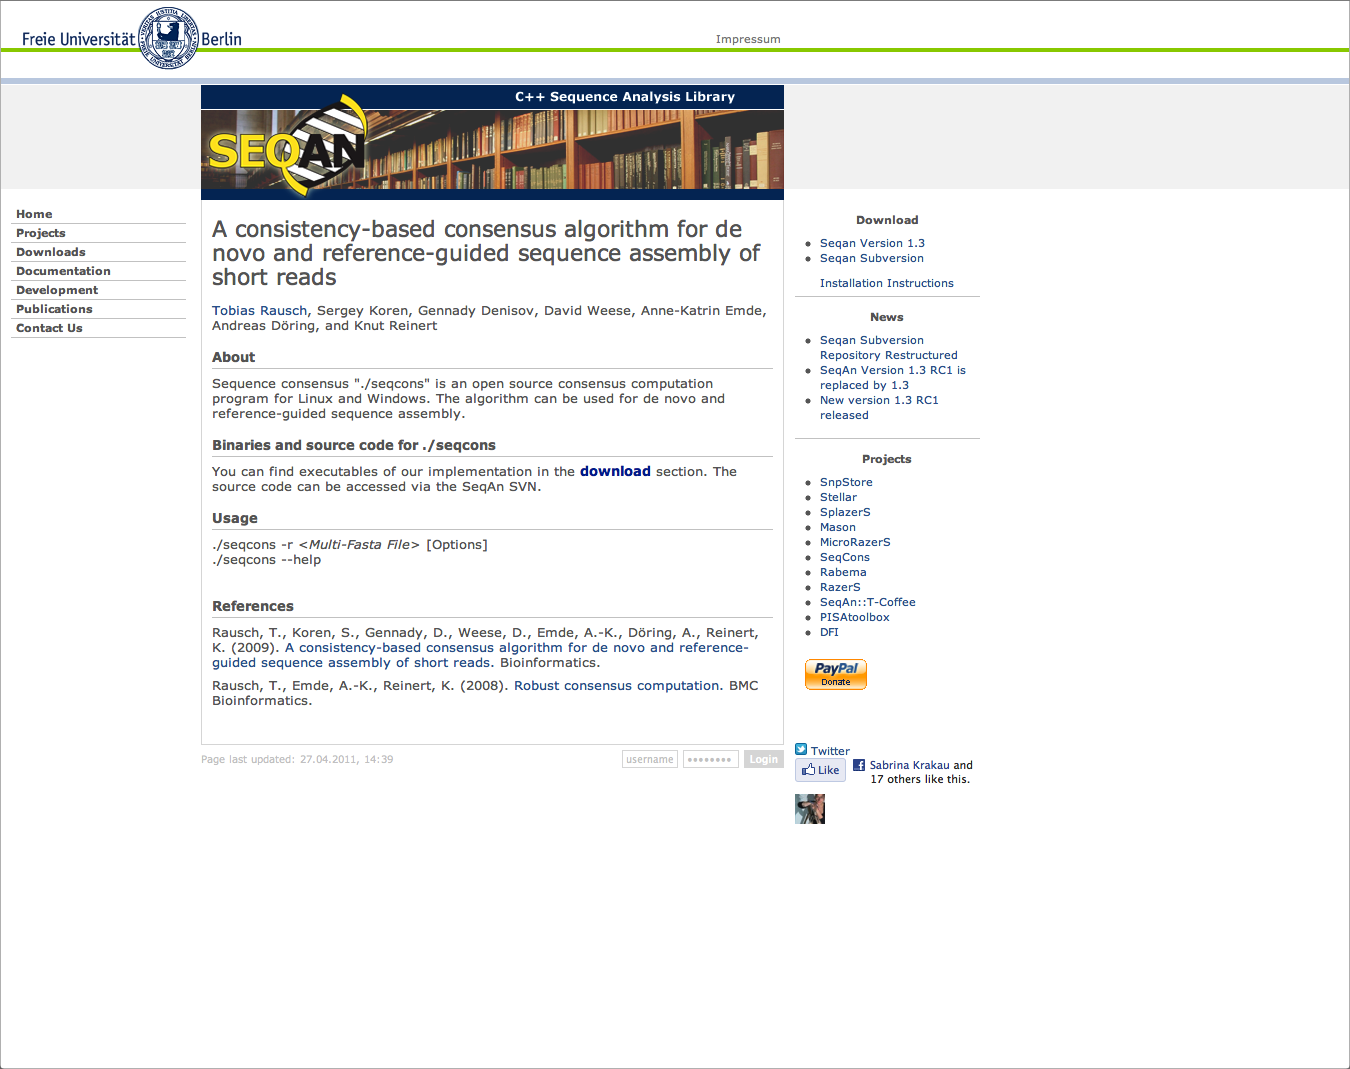 Freie Universität Berlin
Impressum
C++ Sequence Analysis Library
SEQAN
Home
Projects
Downloads
Documentation
Development
Publications
Contact Us
A consistency-based consensus algorithm for de
novo and reference-guided sequence assembly of
short reads
Tobias Rausch, Sergey Koren, Gennady Denisov, David Weese, Anne-Katrin Emde,
Andreas Döring, and Knut Reinert
About
Sequence consensus "./seqcons" is an open source consensus computation
program for Linux and Windows. The algorithm can be used for de novo and
reference-guided sequence assembly.
Binaries and source code for ./seqcons
You can find executables of our implementation in the download section. The
source code can be accessed via the SeqAn SVN.
Usage
./seqcons -r <Multi-Fasta File> [Options]
./seqcons --help
References
Rausch, T., Koren, S., Gennady, D., Weese, D., Emde, A.-K., Döring, A., Reinert,
K. (2009). A consistency-based consensus algorithm for de novo and reference-
guided sequence assembly of short reads. Bioinformatics.
Rausch, T., Emde, A.-K., Reinert, K. (2008). Robust consensus computation. BMC
Bioinformatics.
Page last updated: 27.04.2011, 14:39
username
••••••••
Login
Download
Seqan Version 1.3
Seqan Subversion
Installation Instructions
News
Seqan Subversion
Repository Restructured
SeqAn Version 1.3 RC1 is
replaced by 1.3
New version 1.3 RC1
released
Projects
SnpStore
Stellar
SplazerS
Mason
MicroRazerS
SeqCons
Rabema
RazerS
SeqAn::T-Coffee
PISAtoolbox
DFI
PayPal
Donate
Twitter
Like
Sabrina Krakau and
17 others like this.